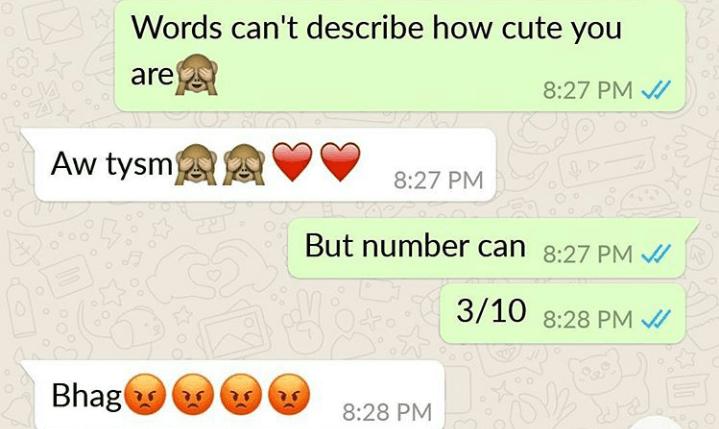 Words can't describe how cute you
are🙈 8:27 PM
Aw tysm🙈🙈❤️❤️ 8:27 PM
But number can 8:27 PM
3/10 8:28 PM
Bhag😡😡😡😡 8:28 PM